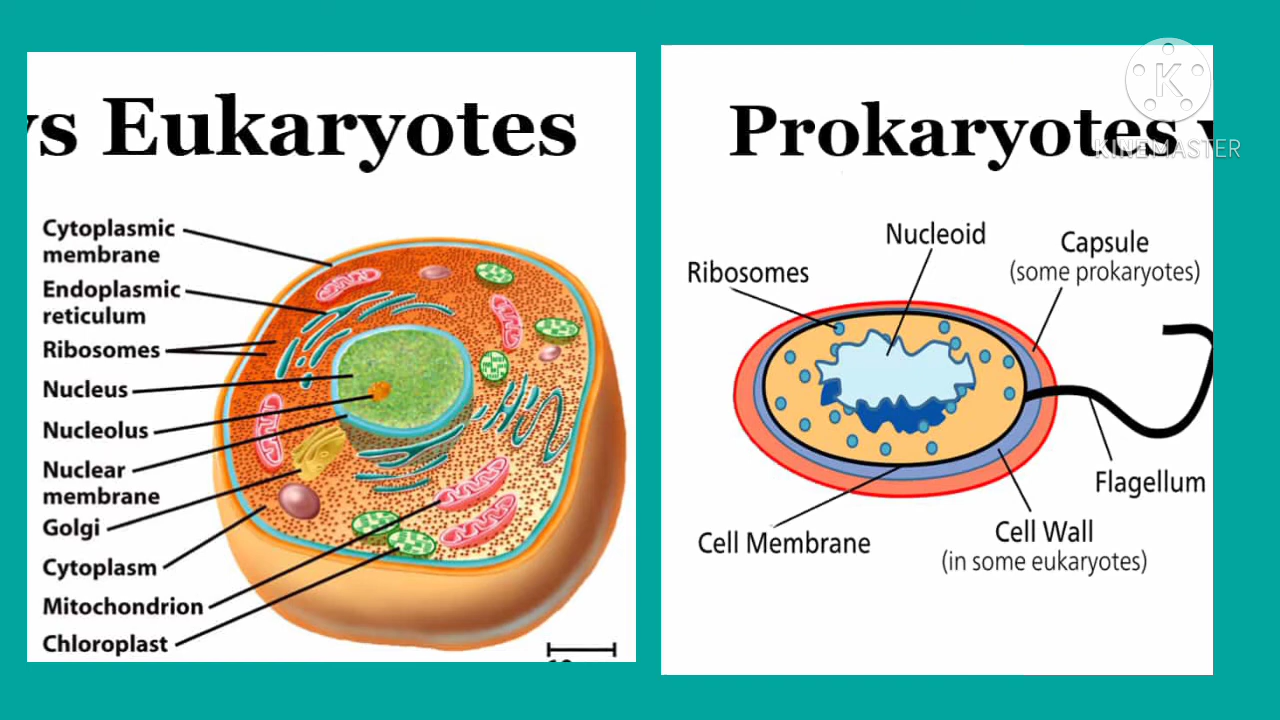 vs Eukaryotes
Cytoplasmic
membrane
Endoplasmic
reticulum
Ribosomes
Nucleus
Nucleolus
Nuclear
membrane
Golgi
Cytoplasm
Mitochondrion
Chloroplast
Prokaryotes v
K
KINEMASTER
Nucleoid
Capsule
(some prokaryotes)
Ribosomes
Flagellum
Cell Wall
(in some eukaryotes)
Cell Membrane